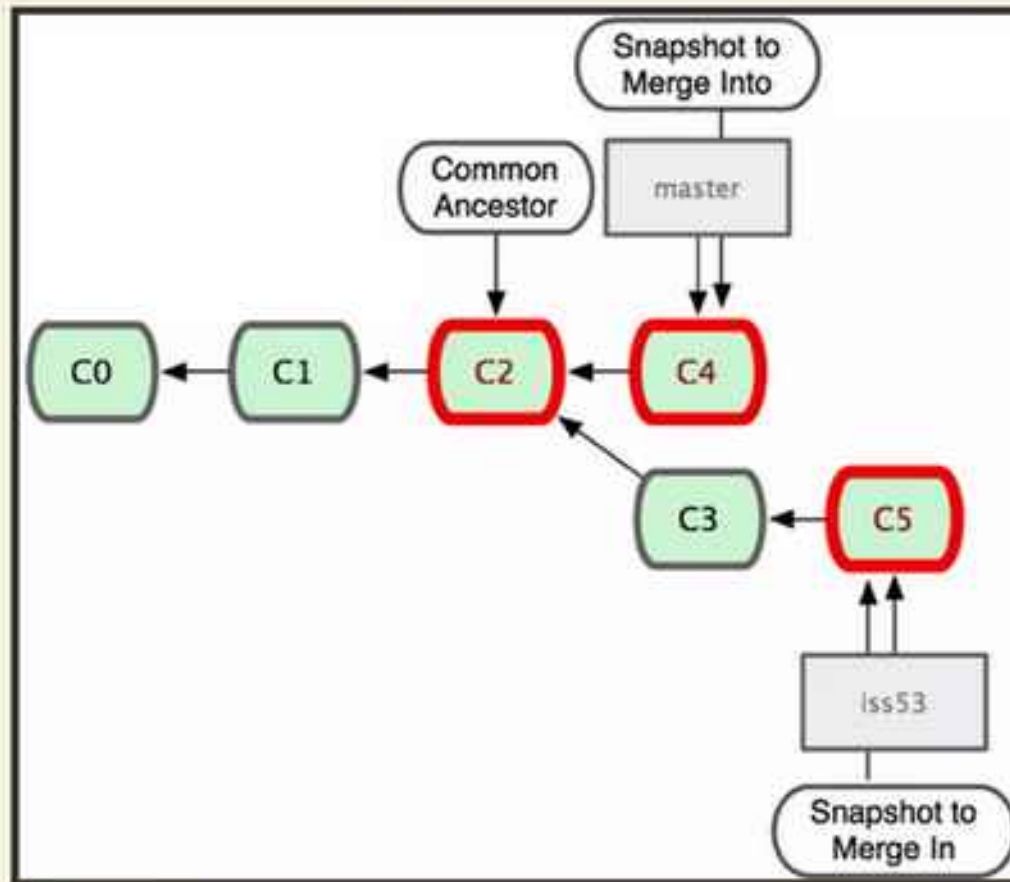 Snapshot to
Merge Into
Common
Ancestor
master
C0
C1
C2
C4
C3
C5
iss53
Snapshot to
Merge In